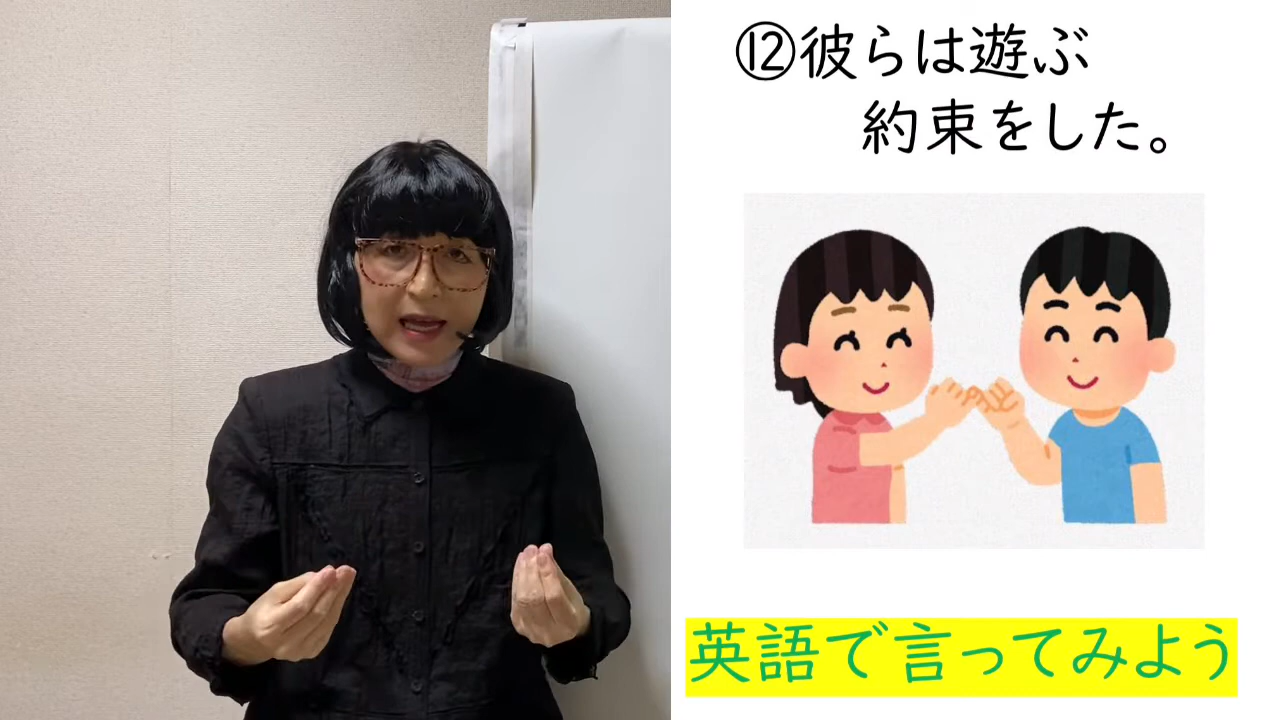 ⑫彼らは遊ぶ
約束をした。
英語で言ってみよう